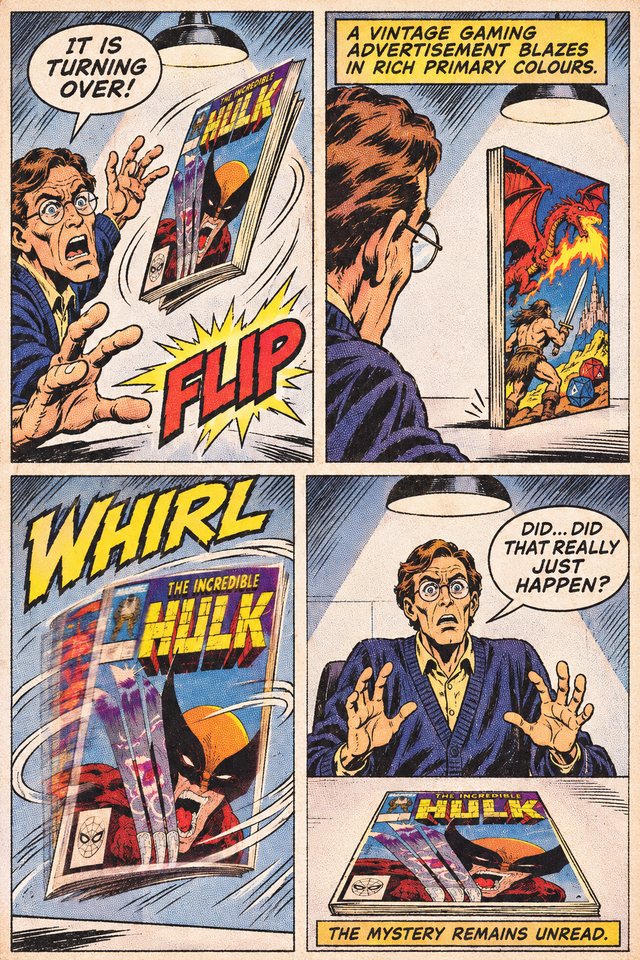 IT IS
TURNING
OVER!
THE INCREDIBLE
HULK
FLIP
A VINTAGE GAMING
ADVERTISEMENT BLAZES
IN RICH PRIMARY COLOURS.
WHIRL
THE INCREDIBLE
HULK
DID...DID
THAT REALLY
JUST
HAPPEN?
THE INCREDIBLE
HULK
THE MYSTERY REMAINS UNREAD.